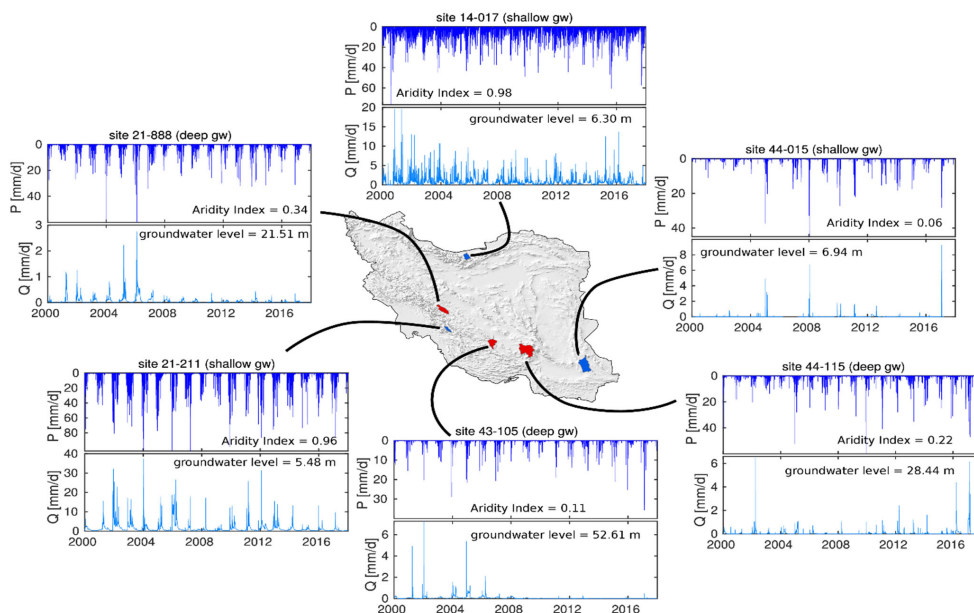 site 14-017 (shallow gw)
P [mm/d]
0
20
40
60
Aridity Index = 0.98
Q [mm/d]
20
15
10
5
0
groundwater level = 6.30 m
2000 2004 2008 2012 2016
site 21-888 (deep gw)
P [mm/d]
0
20
40
60
Aridity Index = 0.34
Q [mm/d]
3
2
1
0
groundwater level = 21.51 m
2000 2004 2008 2012 2016
site 44-015 (shallow gw)
P [mm/d]
0
20
40
Aridity Index = 0.06
Q [mm/d]
8
6
4
2
0
groundwater level = 6.94 m
2000 2004 2008 2012 2016
site 21-211 (shallow gw)
P [mm/d]
0
20
40
60
80
Aridity Index = 0.96
Q [mm/d]
40
30
20
10
0
groundwater level = 5.48 m
2000 2004 2008 2012 2016
site 43-105 (deep gw)
P [mm/d]
0
10
20
30
Aridity Index = 0.11
Q [mm/d]
6
4
2
0
groundwater level = 52.61 m
2000 2004 2008 2012 2016
site 44-115 (deep gw)
P [mm/d]
0
20
40
Aridity Index = 0.22
Q [mm/d]
6
4
2
0
groundwater level = 28.44 m
2000 2004 2008 2012 2016